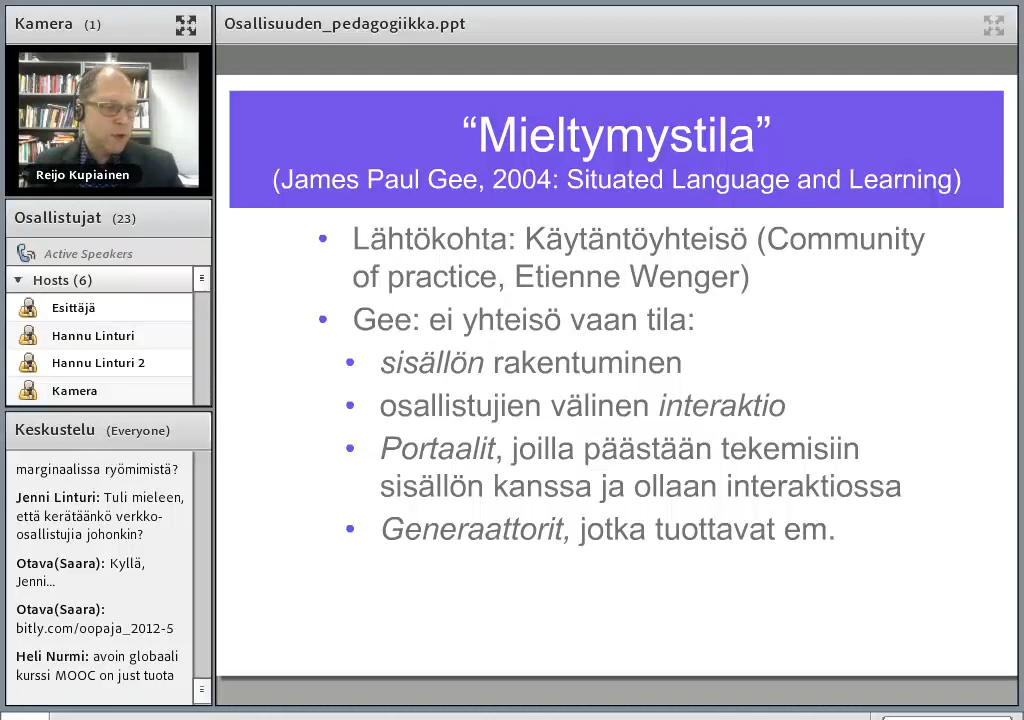 Kamera (1)
Reijo Kupiainen
Osallistujat (23)
Active Speakers
Hosts (6)
Esittäjä
Hannu Linturi
Hannu Linturi 2
Kamera
Keskustelu (Everyone)
marginaalissa ryömimistä?
Jenni Linturi: Tuli mieleen,
että kerätäänkö verkko-
osallistujia johonkin?
Otava(Saara): Kyllä,
Jenni...
Otava(Saara):
bitly.com/oopaja_2012-5
Heli Nurmi: avoin globaali
kurssi MOOC on just tuota
Osallisuuden_pedagogiikka.ppt
“Mieltymystila”
(James Paul Gee, 2004: Situated Language and Learning)
• Lähtökohta: Käytäntöyhteisö (Community
of practice, Etienne Wenger)
• Gee: ei yhteisö vaan tila:
• sisällön rakentuminen
• osallistujien välinen interaktio
• Portaalit, joilla päästään tekemisiin
sisällön kanssa ja ollaan interaktiossa
• Generaattorit, jotka tuottavat em.